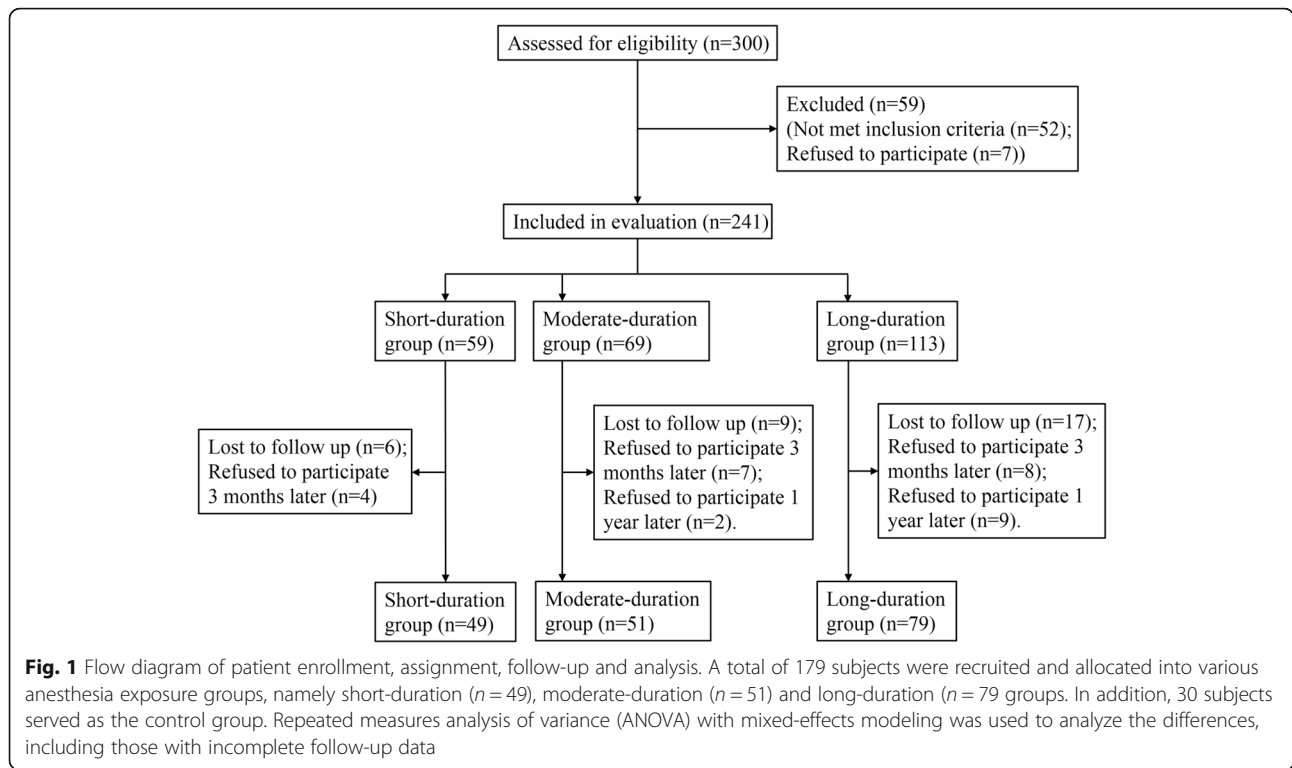 Assessed for eligibility (n=300)
Excluded (n=59)
(Not met inclusion criteria (n=52);
Refused to participate (n=7))
Included in evaluation (n=241)
Short-duration
group (n=59)
Moderate-duration
group (n=69)
Long-duration
group (n=113)
Lost to follow up (n=6);
Refused to participate
3 months later (n=4)
Lost to follow up (n=9);
Refused to participate 3
months later (n=7);
Refused to participate 1
year later (n=2).
Lost to follow up (n=17);
Refused to participate 3
months later (n=8);
Refused to participate 1
year later (n=9).
Short-duration
group (n=49)
Moderate-duration
group (n=51)
Long-duration
group (n=79)
Fig. 1 Flow diagram of patient enrollment, assignment, follow-up and analysis. A total of 179 subjects were recruited and allocated into various
anesthesia exposure groups, namely short-duration (n = 49), moderate-duration (n = 51) and long-duration (n = 79 groups. In addition, 30 subjects
served as the control group. Repeated measures analysis of variance (ANOVA) with mixed-effects modeling was used to analyze the differences,
including those with incomplete follow-up data